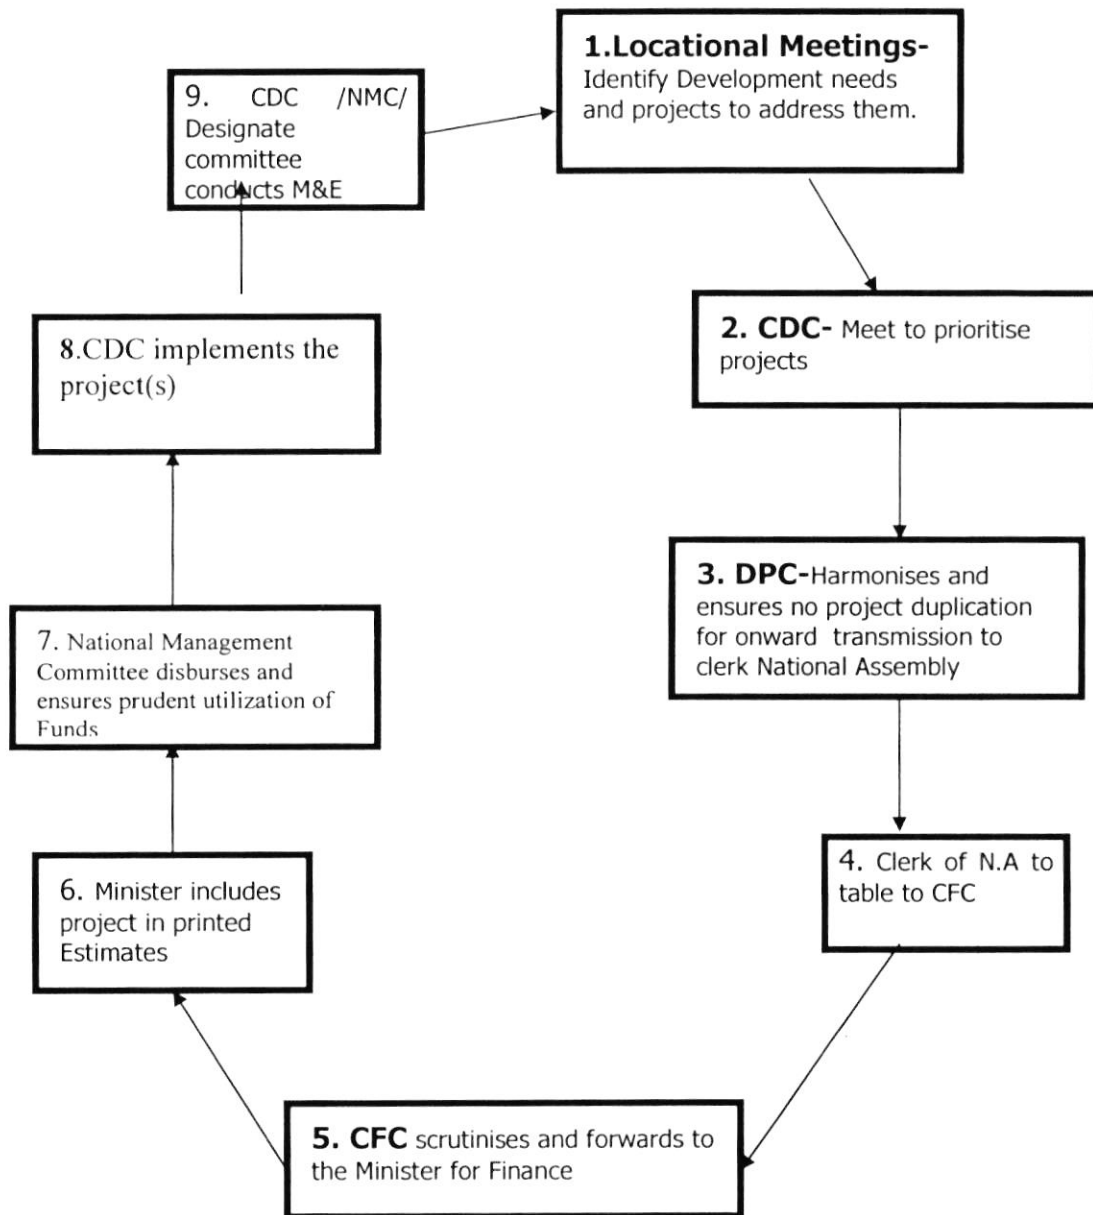 1.Locational Meetings-
Identify Development needs
and projects to address them.
2. CDC- Meet to prioritise
projects
3. DPC-Harmonises and
ensures no project duplication
for onward transmission to
clerk National Assembly
4. Clerk of N.A to
table to CFC
5. CFC scrutinises and forwards to
the Minister for Finance
6. Minister includes
project in printed
Estimates
7. National Management
Committee disburses and
ensures prudent utilization of
Funds
8.CDC implements the
project(s)
9. CDC /NMC/
Designate
committee
conducts M&E